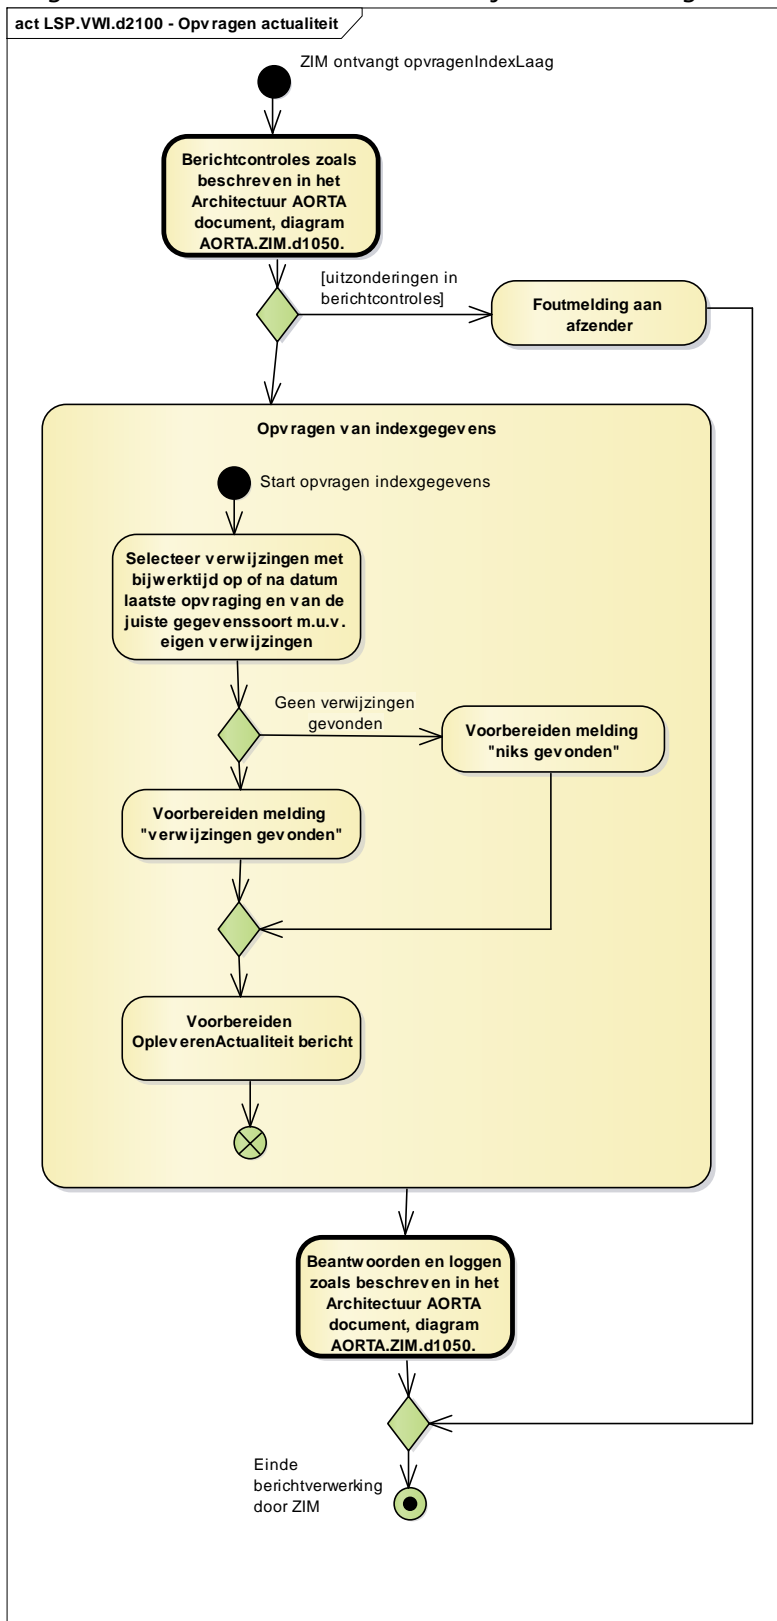 act LSP.VWI.d2100 - Opvragen actualiteit
ZIM ontvangt opvragenIndexLaag
Berichtcontroles zoals
beschreven in het
Architectuur AORTA
document, diagram
AORTA.ZIM.d1050.
[uitzonderingen in
berichtcontroles]
Foutmelding aan
afzender
Opvragen van indexgegevens
Start opvragen indexgegevens
Selecteer verwijzingen met
bijwerktijd op of na datum
laatste opvraging en van de
juiste gegevenssoort m.u.v.
eigen verwijzingen
Geen verwijzingen
gevonden
Voorbereiden melding
"niks gevonden"
Voorbereiden melding
"verwijzingen gevonden"
Voorbereiden
OpleverenActualiteit bericht
Beantwoorden en loggen
zoals beschreven in het
Architectuur AORTA
document, diagram
AORTA.ZIM.d1050.
Einde
berichtverwerking
door ZIM